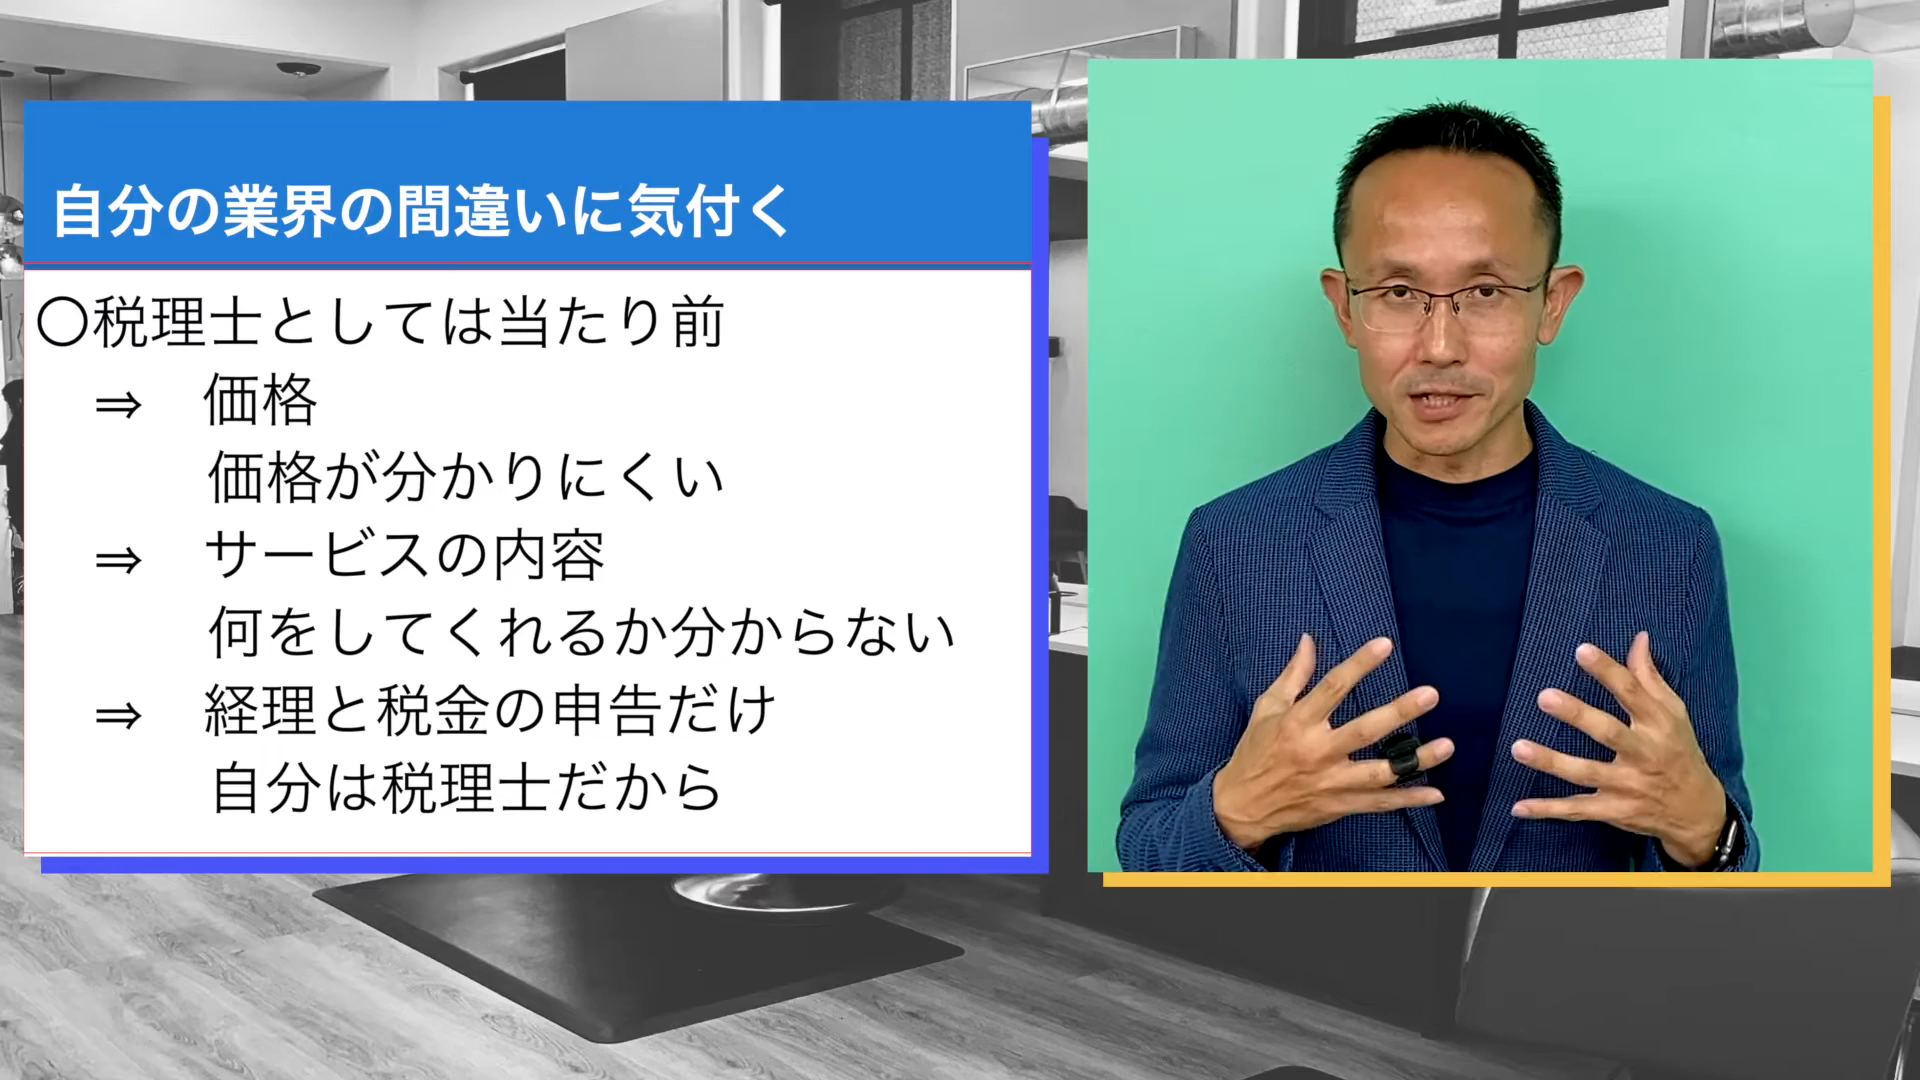 自分の業界の間違いに気付く
〇税理士としては当たり前
⇒ 価格
価格が分かりにくい
⇒ サービスの内容
何をしてくれるか分からない
⇒ 経理と税金の申告だけ
自分は税理士だから